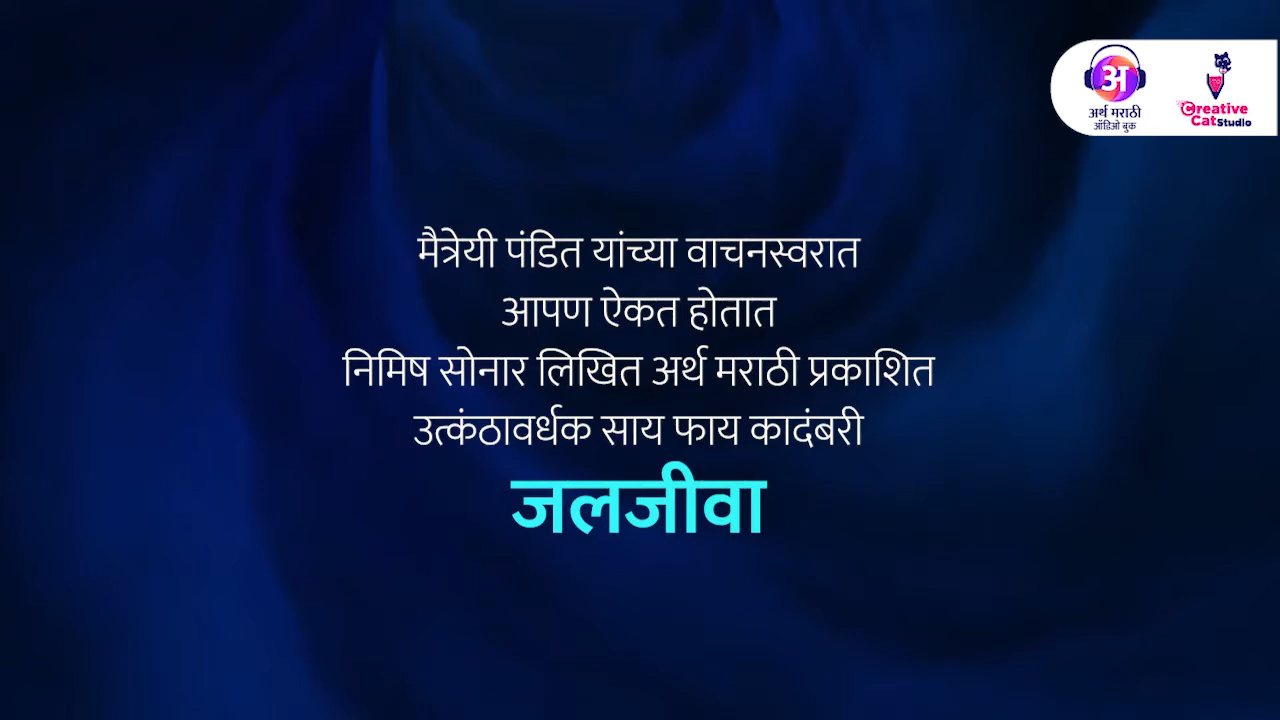 अ
अर्थ मराठी
ऑडिओ बुक
Creative
Cat Studio
मैत्रेयी पंडित यांच्या वाचनस्वरात
आपण ऐकत होतात
निमिष सोनार लिखित अर्थ मराठी प्रकाशित
उत्कंठावर्धक साय फाय कादंबरी
जलजीवा